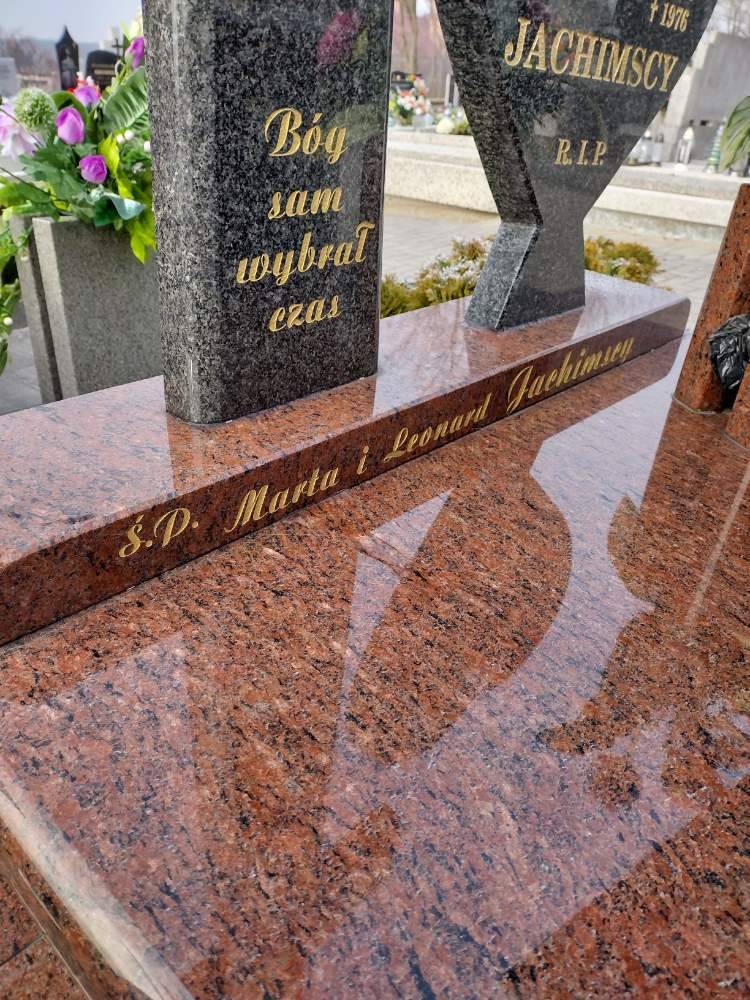 Bóg
sam
wybrał
czas
† 1976
JACHIMSCY
R.I.P.
Ś.P. Marta i Leonard Jachimscy